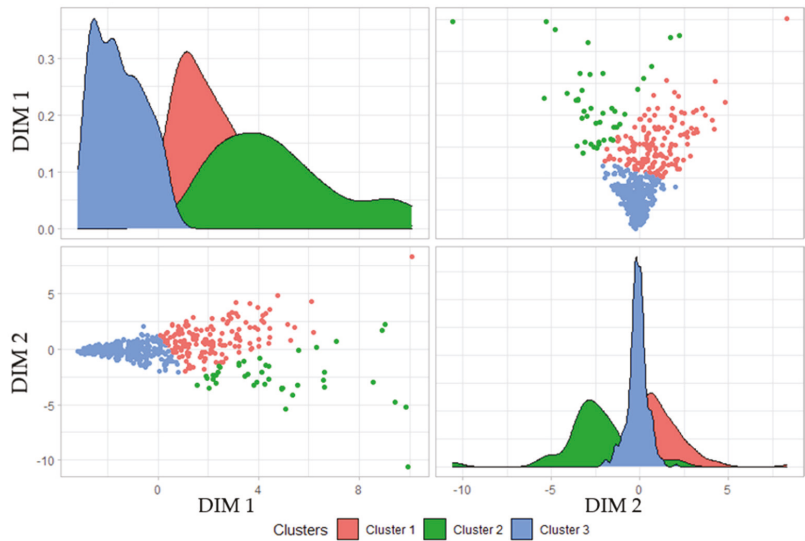 DIM 1
0.3
0.2
0.1
0.0
DIM 2
5
0
-5
-10
0 4 8
-10 -5 0 5
DIM 1 DIM 2
Clusters Cluster 1 Cluster 2 Cluster 3